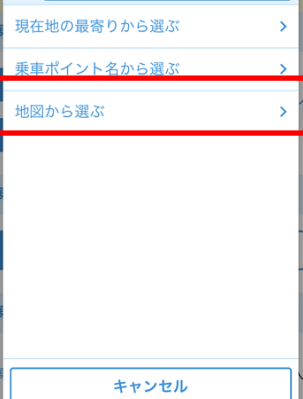 現在地の最寄りから選ぶ
乗車ポイント名から選ぶ
地図から選ぶ
キャンセル